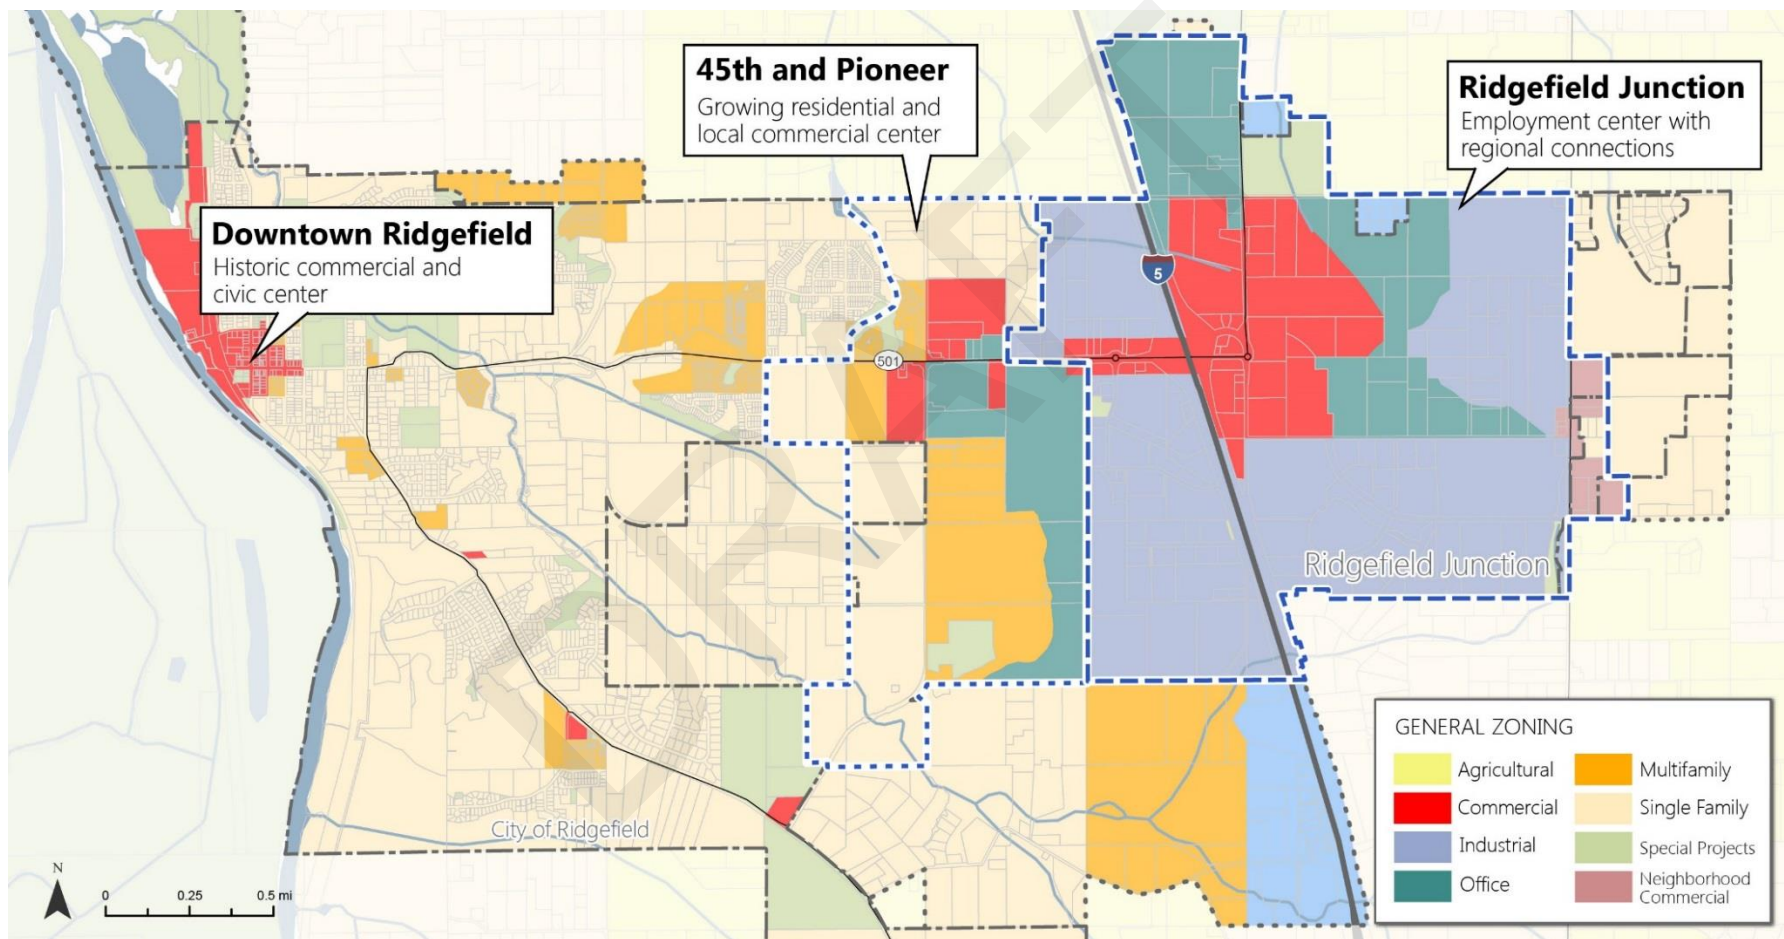 45th and Pioneer
Growing residential and
local commercial center
Ridgefield Junction
Employment center with
regional connections
Downtown Ridgefield
Historic commercial and
civic center
5
501
Ridgefield Junction
City of Ridgefield
DRAFT
N
0 0.25 0.5 mi
GENERAL ZONING
Agricultural
Commercial
Industrial
Office
Multifamily
Single Family
Special Projects
Neighborhood
Commercial